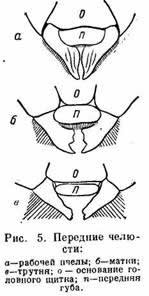 о
п
а
о
п
б
о
п
в
Рис. 5. Передние челю-
сти:
а—рабочей пчелы; б—матки;
в—трутня; о — основание го-
ловного щитка; п—передняя
губа.